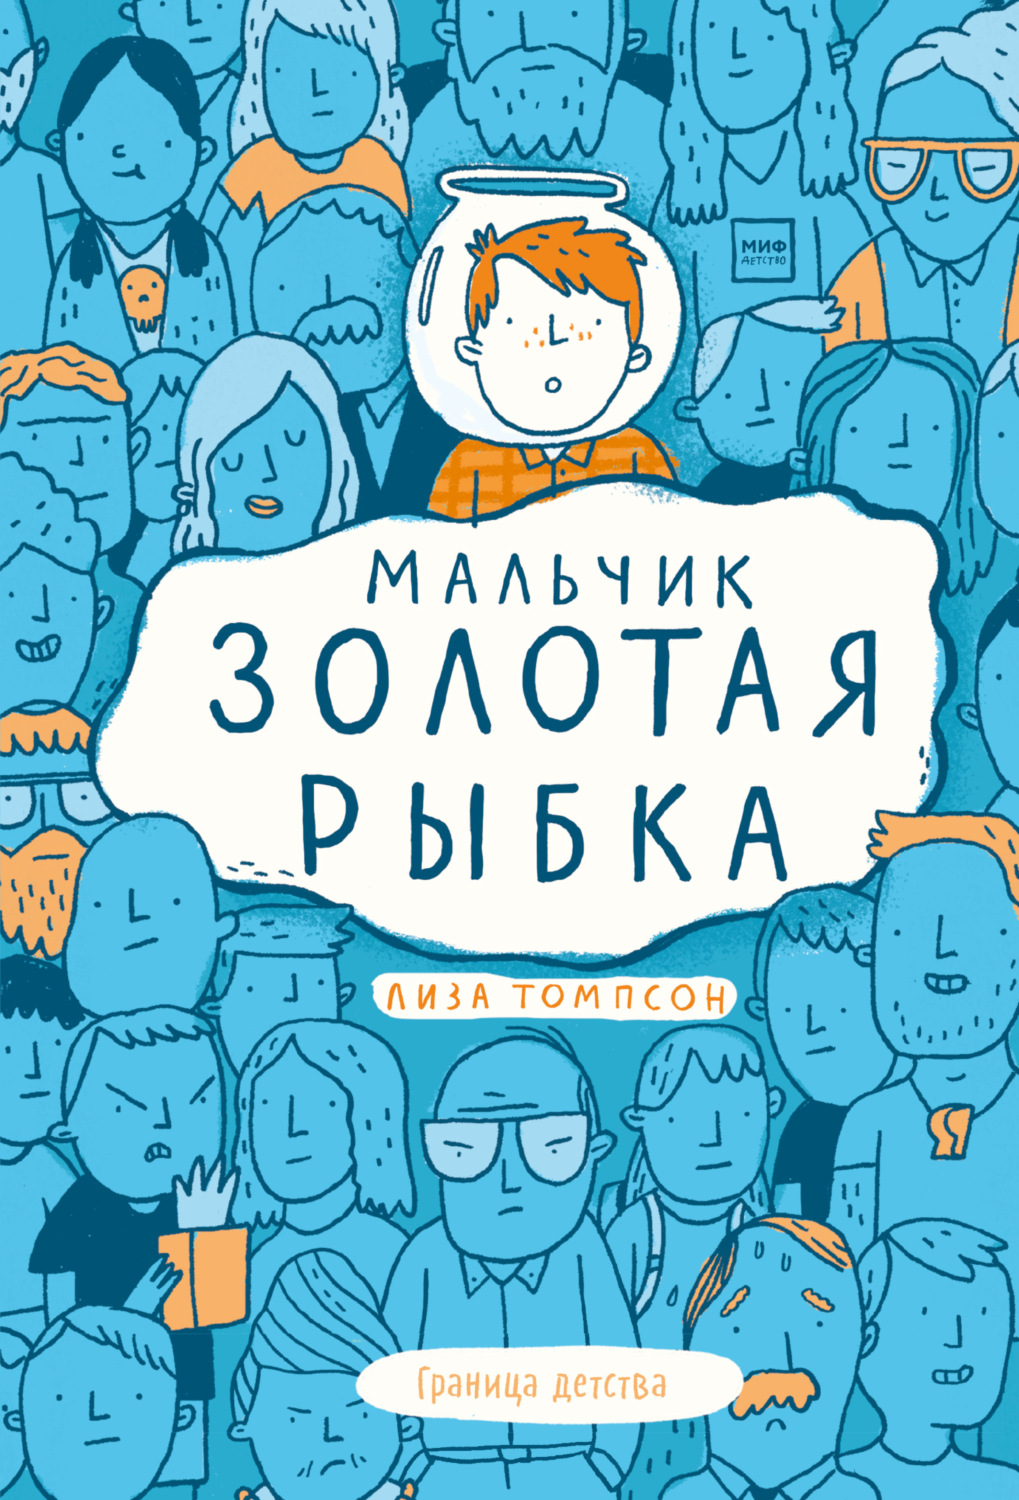 МИФ
ДЕТСТВО
МАЛЬЧИК
ЗОЛОТАЯ
РЫБКА
ЛИЗА ТОМПСОН
Граница детства